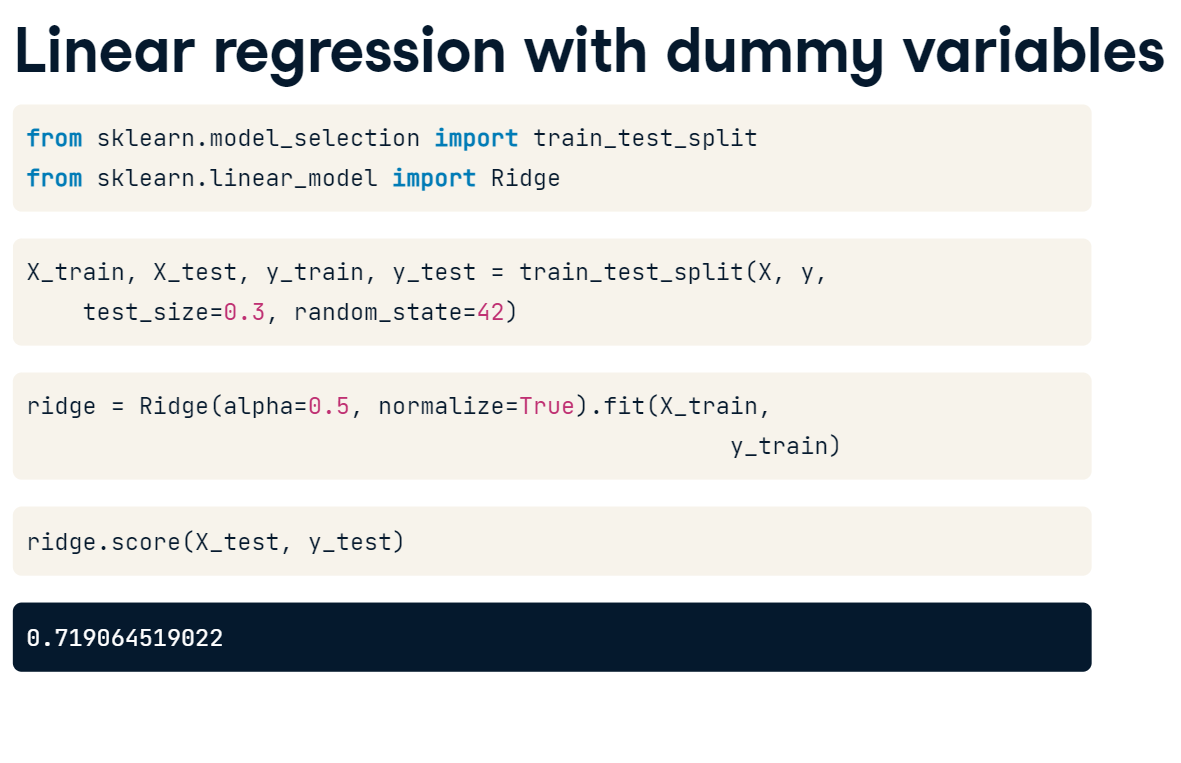 Linear regression with dummy variables
from sklearn.model_selection import train_test_split
from sklearn.linear_model import Ridge
X_train, X_test, y_train, y_test = train_test_split(X, y,
    test_size=0.3, random_state=42)
ridge = Ridge(alpha=0.5, normalize=True).fit(X_train,
                                                  y_train)
ridge.score(X_test, y_test)
0.719064519022